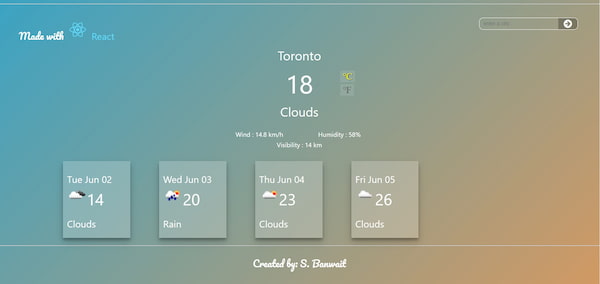 Made with React
enter a city
Toronto
18
°C
°F
Clouds
Wind : 14.8 km/h Humidity : 58%
Visibility : 14 km
Tue Jun 02 Wed Jun 03 Thu Jun 04 Fri Jun 05
14 20 23 26
Clouds Rain Clouds Clouds
Created by: S. Banwait